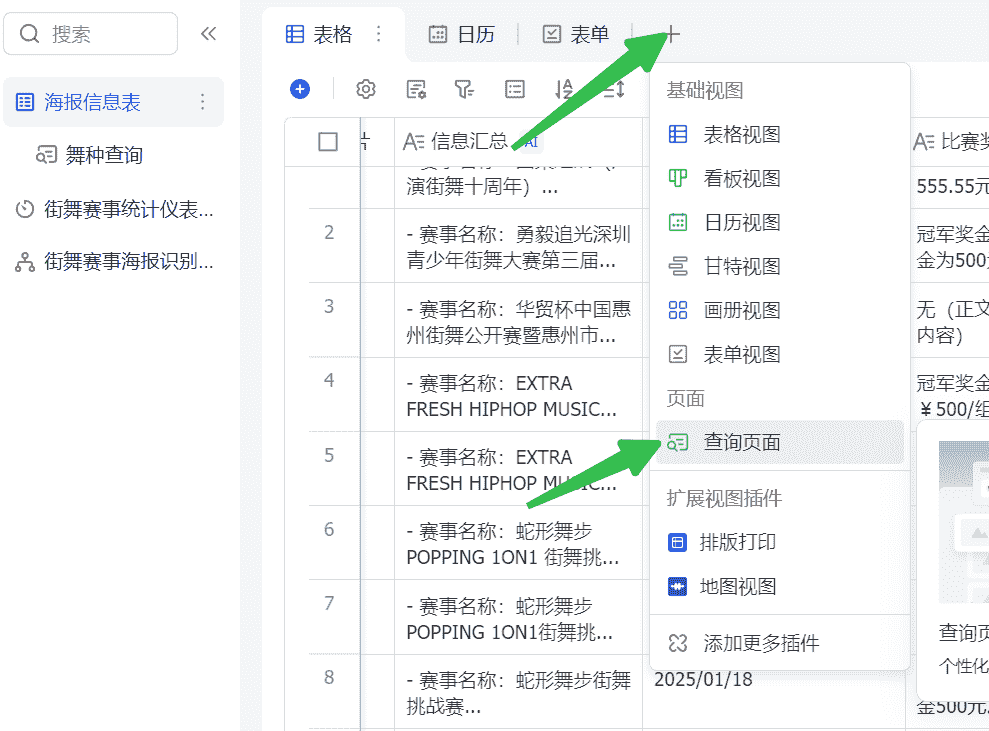 搜索
海报信息表
舞种查询
街舞赛事统计仪表...
街舞赛事海报识别...
表格
日历
表单
信息汇总
AI
比赛奖
演街舞十周年）...
555.55元
2
- 赛事名称：勇毅追光深圳
青少年街舞大赛第三届...
冠军奖金
金为500
3
- 赛事名称：华贸杯中国惠
州街舞公开赛暨惠州市...
无（正文
内容）
4
- 赛事名称：EXTRA
FRESH HIPHOP MUSIC...
冠军奖金
￥500/组
5
- 赛事名称：EXTRA
FRESH HIPHOP MUSIC...
6
- 赛事名称：蛇形舞步
POPPING 1ON1 街舞挑...
7
- 赛事名称：蛇形舞步
POPPING 1ON1街舞挑...
8
- 赛事名称：蛇形舞步街舞
挑战赛...
2025/01/18
金500元
基础视图
表格视图
看板视图
日历视图
甘特视图
画册视图
表单视图
页面
查询页面
扩展视图插件
排版打印
地图视图
添加更多插件
查询页
个性化